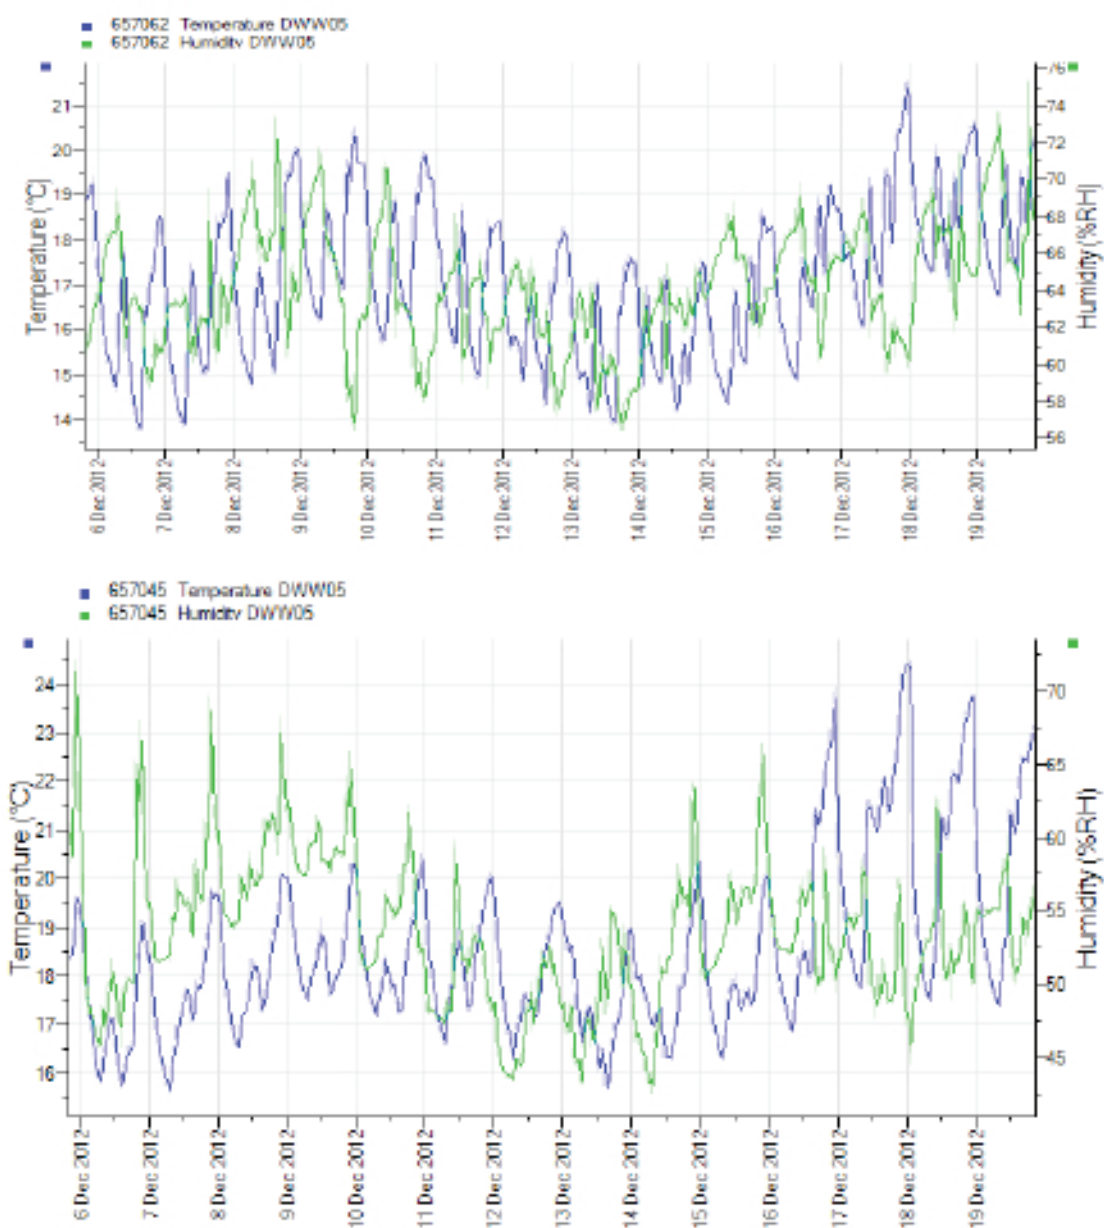 657062 Temperature DWW05
657062 Humidity DWW05
76
21
74
20
72
19
70
18
68
17
66
16
64
15
62
14
60
58
56
Temperature (°C)
Humidity (%RH)
6 Dec 2012
7 Dec 2012
8 Dec 2012
9 Dec 2012
10 Dec 2012
11 Dec 2012
12 Dec 2012
13 Dec 2012
14 Dec 2012
15 Dec 2012
16 Dec 2012
17 Dec 2012
18 Dec 2012
19 Dec 2012
657045 Temperature DWW05
657045 Humidity DWW05
24
70
23
22
65
21
60
20
19
55
18
50
17
16
45
Temperature (°C)
Humidity (%RH)
6 Dec 2012
7 Dec 2012
8 Dec 2012
9 Dec 2012
10 Dec 2012
11 Dec 2012
12 Dec 2012
13 Dec 2012
14 Dec 2012
15 Dec 2012
16 Dec 2012
17 Dec 2012
18 Dec 2012
19 Dec 2012